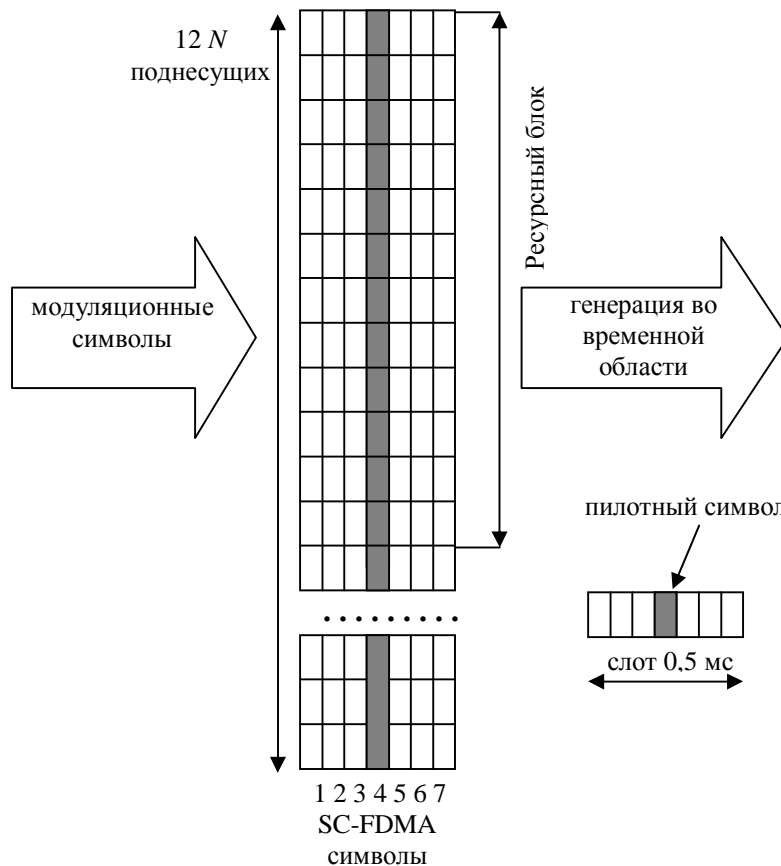 12 N
поднесущих
Ресурсный блок
модуляционные
символы
генерация во
временной
области
пилотный символ
слот 0,5 мс
1 2 3 4 5 6 7
SC-FDMA
символы